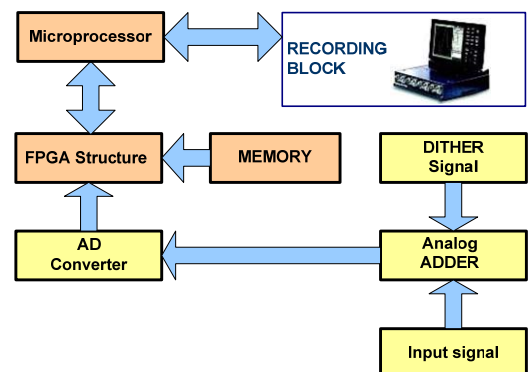 Microprocessor
RECORDING
BLOCK
FPGA Structure
MEMORY
DITHER
Signal
AD
Converter
Analog
ADDER
Input signal